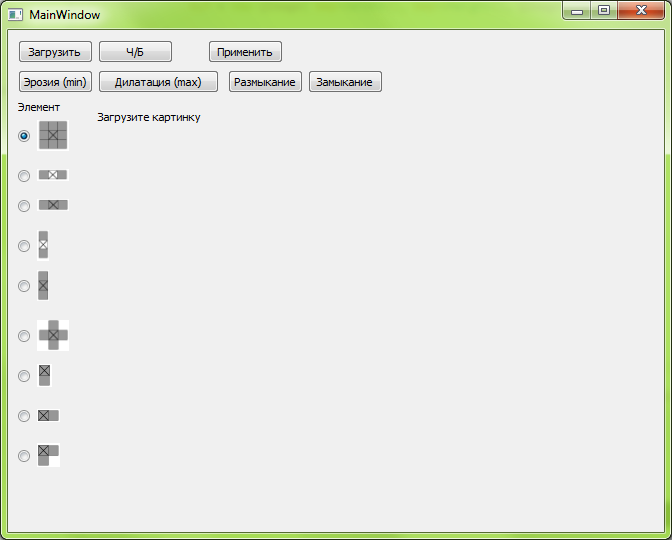 MainWindow
Загрузить Ч/Б Применить
Эрозия (min) Дилатация (max) Размыкание Замыкание
Элемент
Загрузите картинку